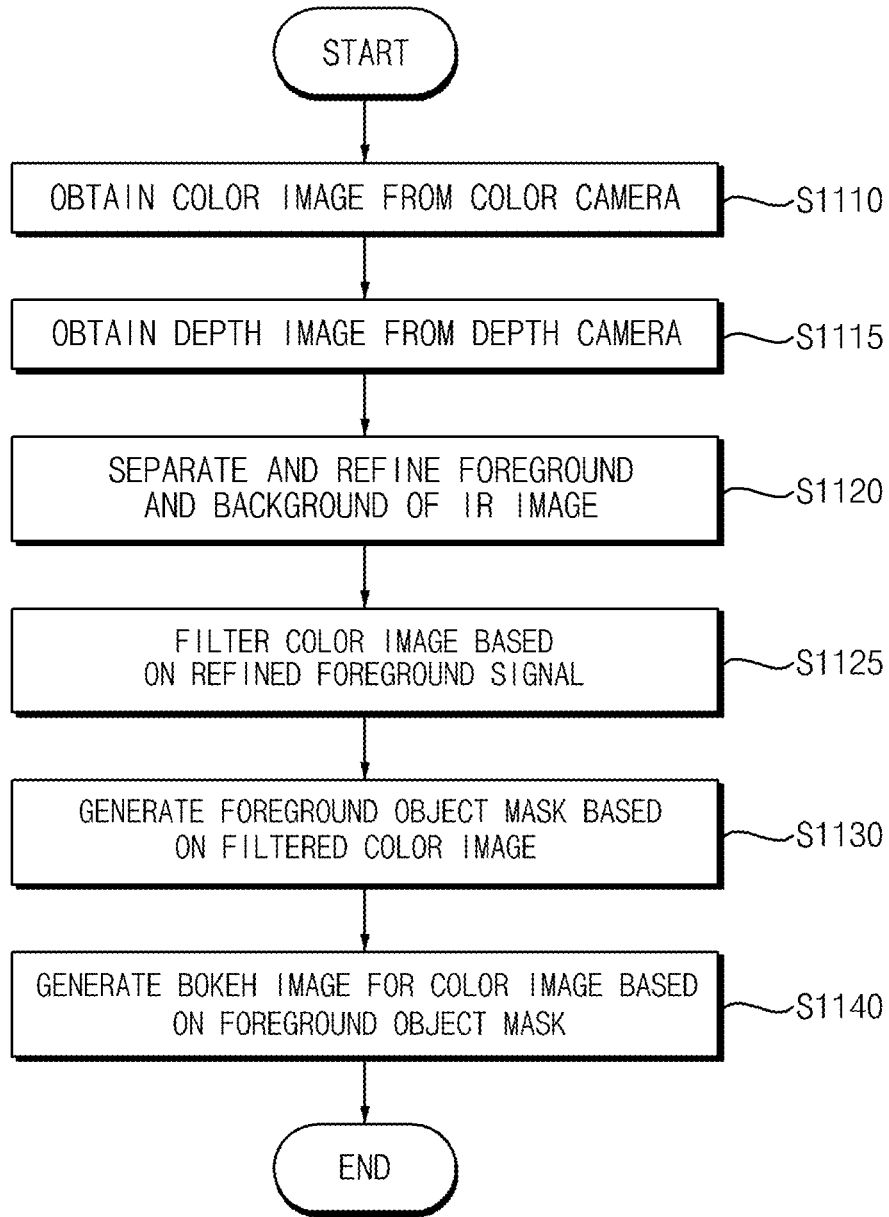 START
OBTAIN COLOR IMAGE FROM COLOR CAMERA
S1110
OBTAIN DEPTH IMAGE FROM DEPTH CAMERA
S1115
SEPARATE AND REFINE FOREGROUND
AND BACKGROUND OF IR IMAGE
S1120
FILTER COLOR IMAGE BASED
ON REFINED FOREGROUND SIGNAL
S1125
GENERATE FOREGROUND OBJECT MASK BASED
ON FILTERED COLOR IMAGE
S1130
GENERATE BOKEH IMAGE FOR COLOR IMAGE BASED
ON FOREGROUND OBJECT MASK
S1140
END